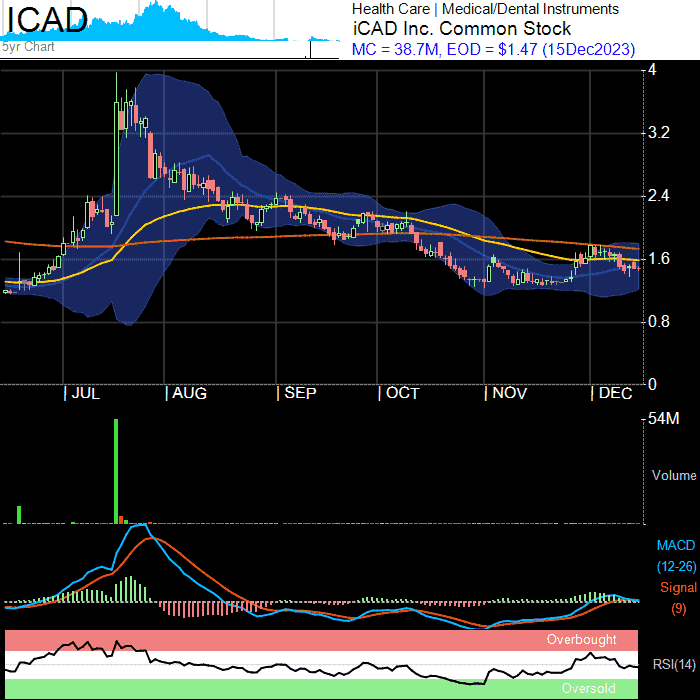 ICAD
5yr Chart
Health Care | Medical/Dental Instruments
iCAD Inc. Common Stock
MC = 38.7M, EOD = $1.47 (15Dec2023)
4
3.2
2.4
1.6
0.8
0
| JUL | AUG | SEP | OCT | NOV | DEC
54M
Volume
MACD
(12-26)
Signal
(9)
Overbought
RSI(14)
Oversold